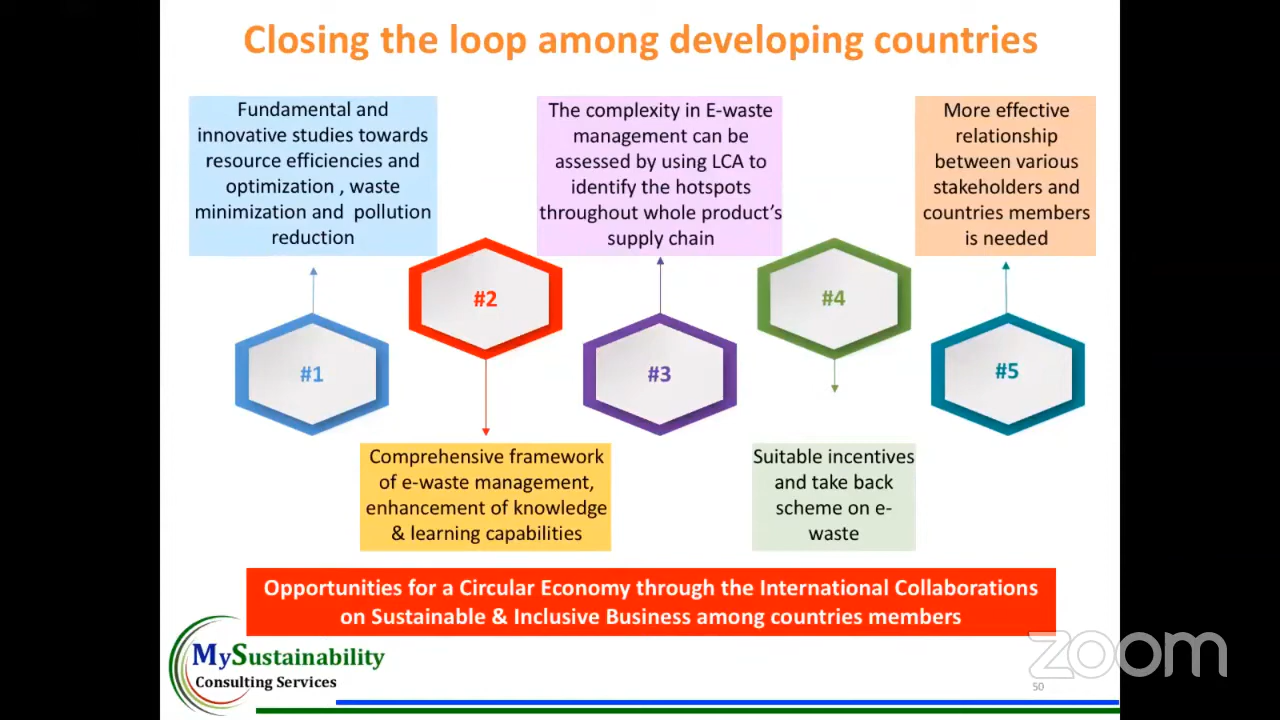 Closing the loop among developing countries
Fundamental and
innovative studies towards
resource efficiencies and
optimization , waste
minimization and pollution
reduction
The complexity in E-waste
management can be
assessed by using LCA to
identify the hotspots
throughout whole product's
supply chain
More effective
relationship
between various
stakeholders and
countries members
is needed
#1
#2
#3
#4
#5
Comprehensive framework
of e-waste management,
enhancement of knowledge
& learning capabilities
Suitable incentives
and take back
scheme on e-
waste
Opportunities for a Circular Economy through the International Collaborations
on Sustainable & Inclusive Business among countries members
MySustainability
Consulting Services
zoom
50